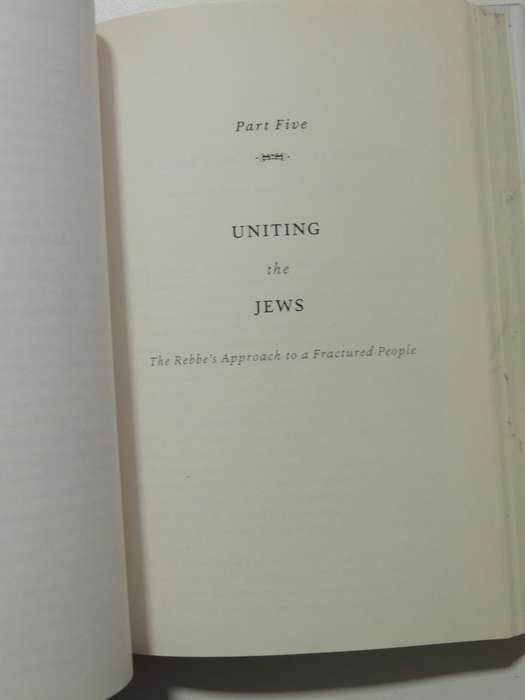 Part Five
UNITING
the
JEWS
The Rebbe's Approach to a Fractured People